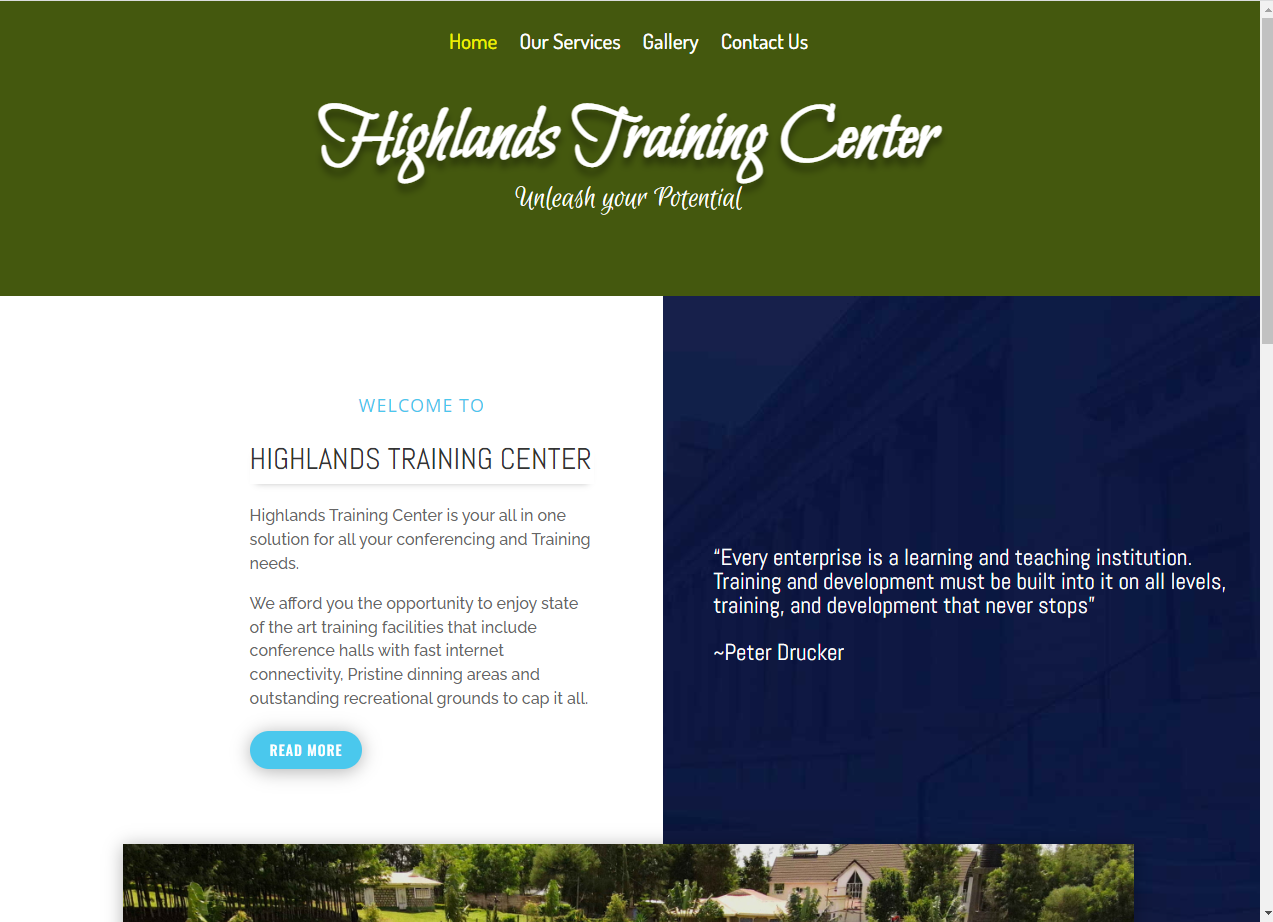 Home Our Services Gallery Contact Us
Highlands Training Center
Unleash your Potential
WELCOME TO
HIGHLANDS TRAINING CENTER
Highlands Training Center is your all in one
solution for all your conferencing and Training
needs.
We afford you the opportunity to enjoy state
of the art training facilities that include
conference halls with fast internet
connectivity, Pristine dinning areas and
outstanding recreational grounds to cap it all.
READ MORE
“Every enterprise is a learning and teaching institution.
Training and development must be built into it on all levels,
training, and development that never stops”
~Peter Drucker